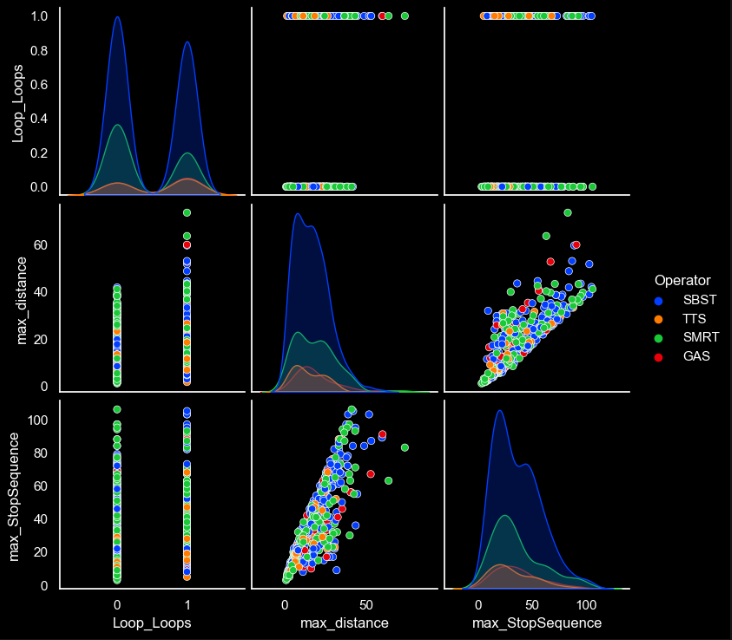 Loop_Loops
1.0
0.8
0.6
0.4
0.2
0.0
max_distance
60
40
20
0
Operator
SBST
TTS
SMRT
GAS
max_StopSequence
100
80
60
40
20
0
0 1
0 50
0 50 100
Loop_Loops
max_distance
max_StopSequence